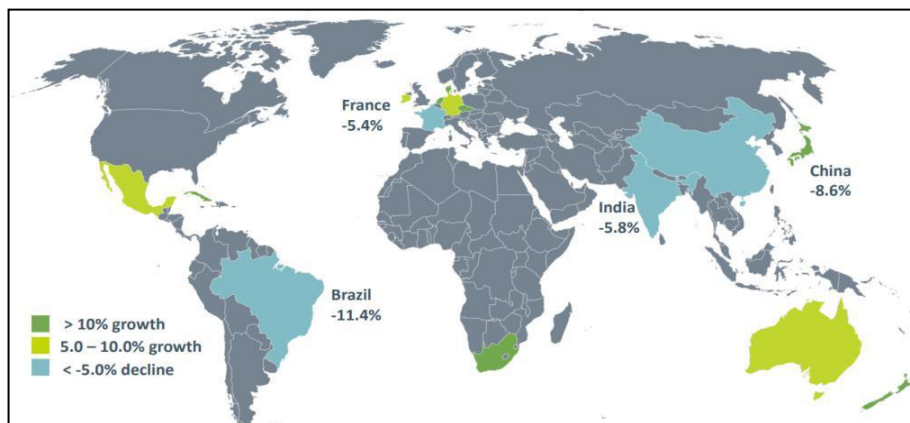 France
-5.4%
China
-8.6%
India
-5.8%
Brazil
-11.4%
> 10% growth
5.0 – 10.0% growth
< -5.0% decline